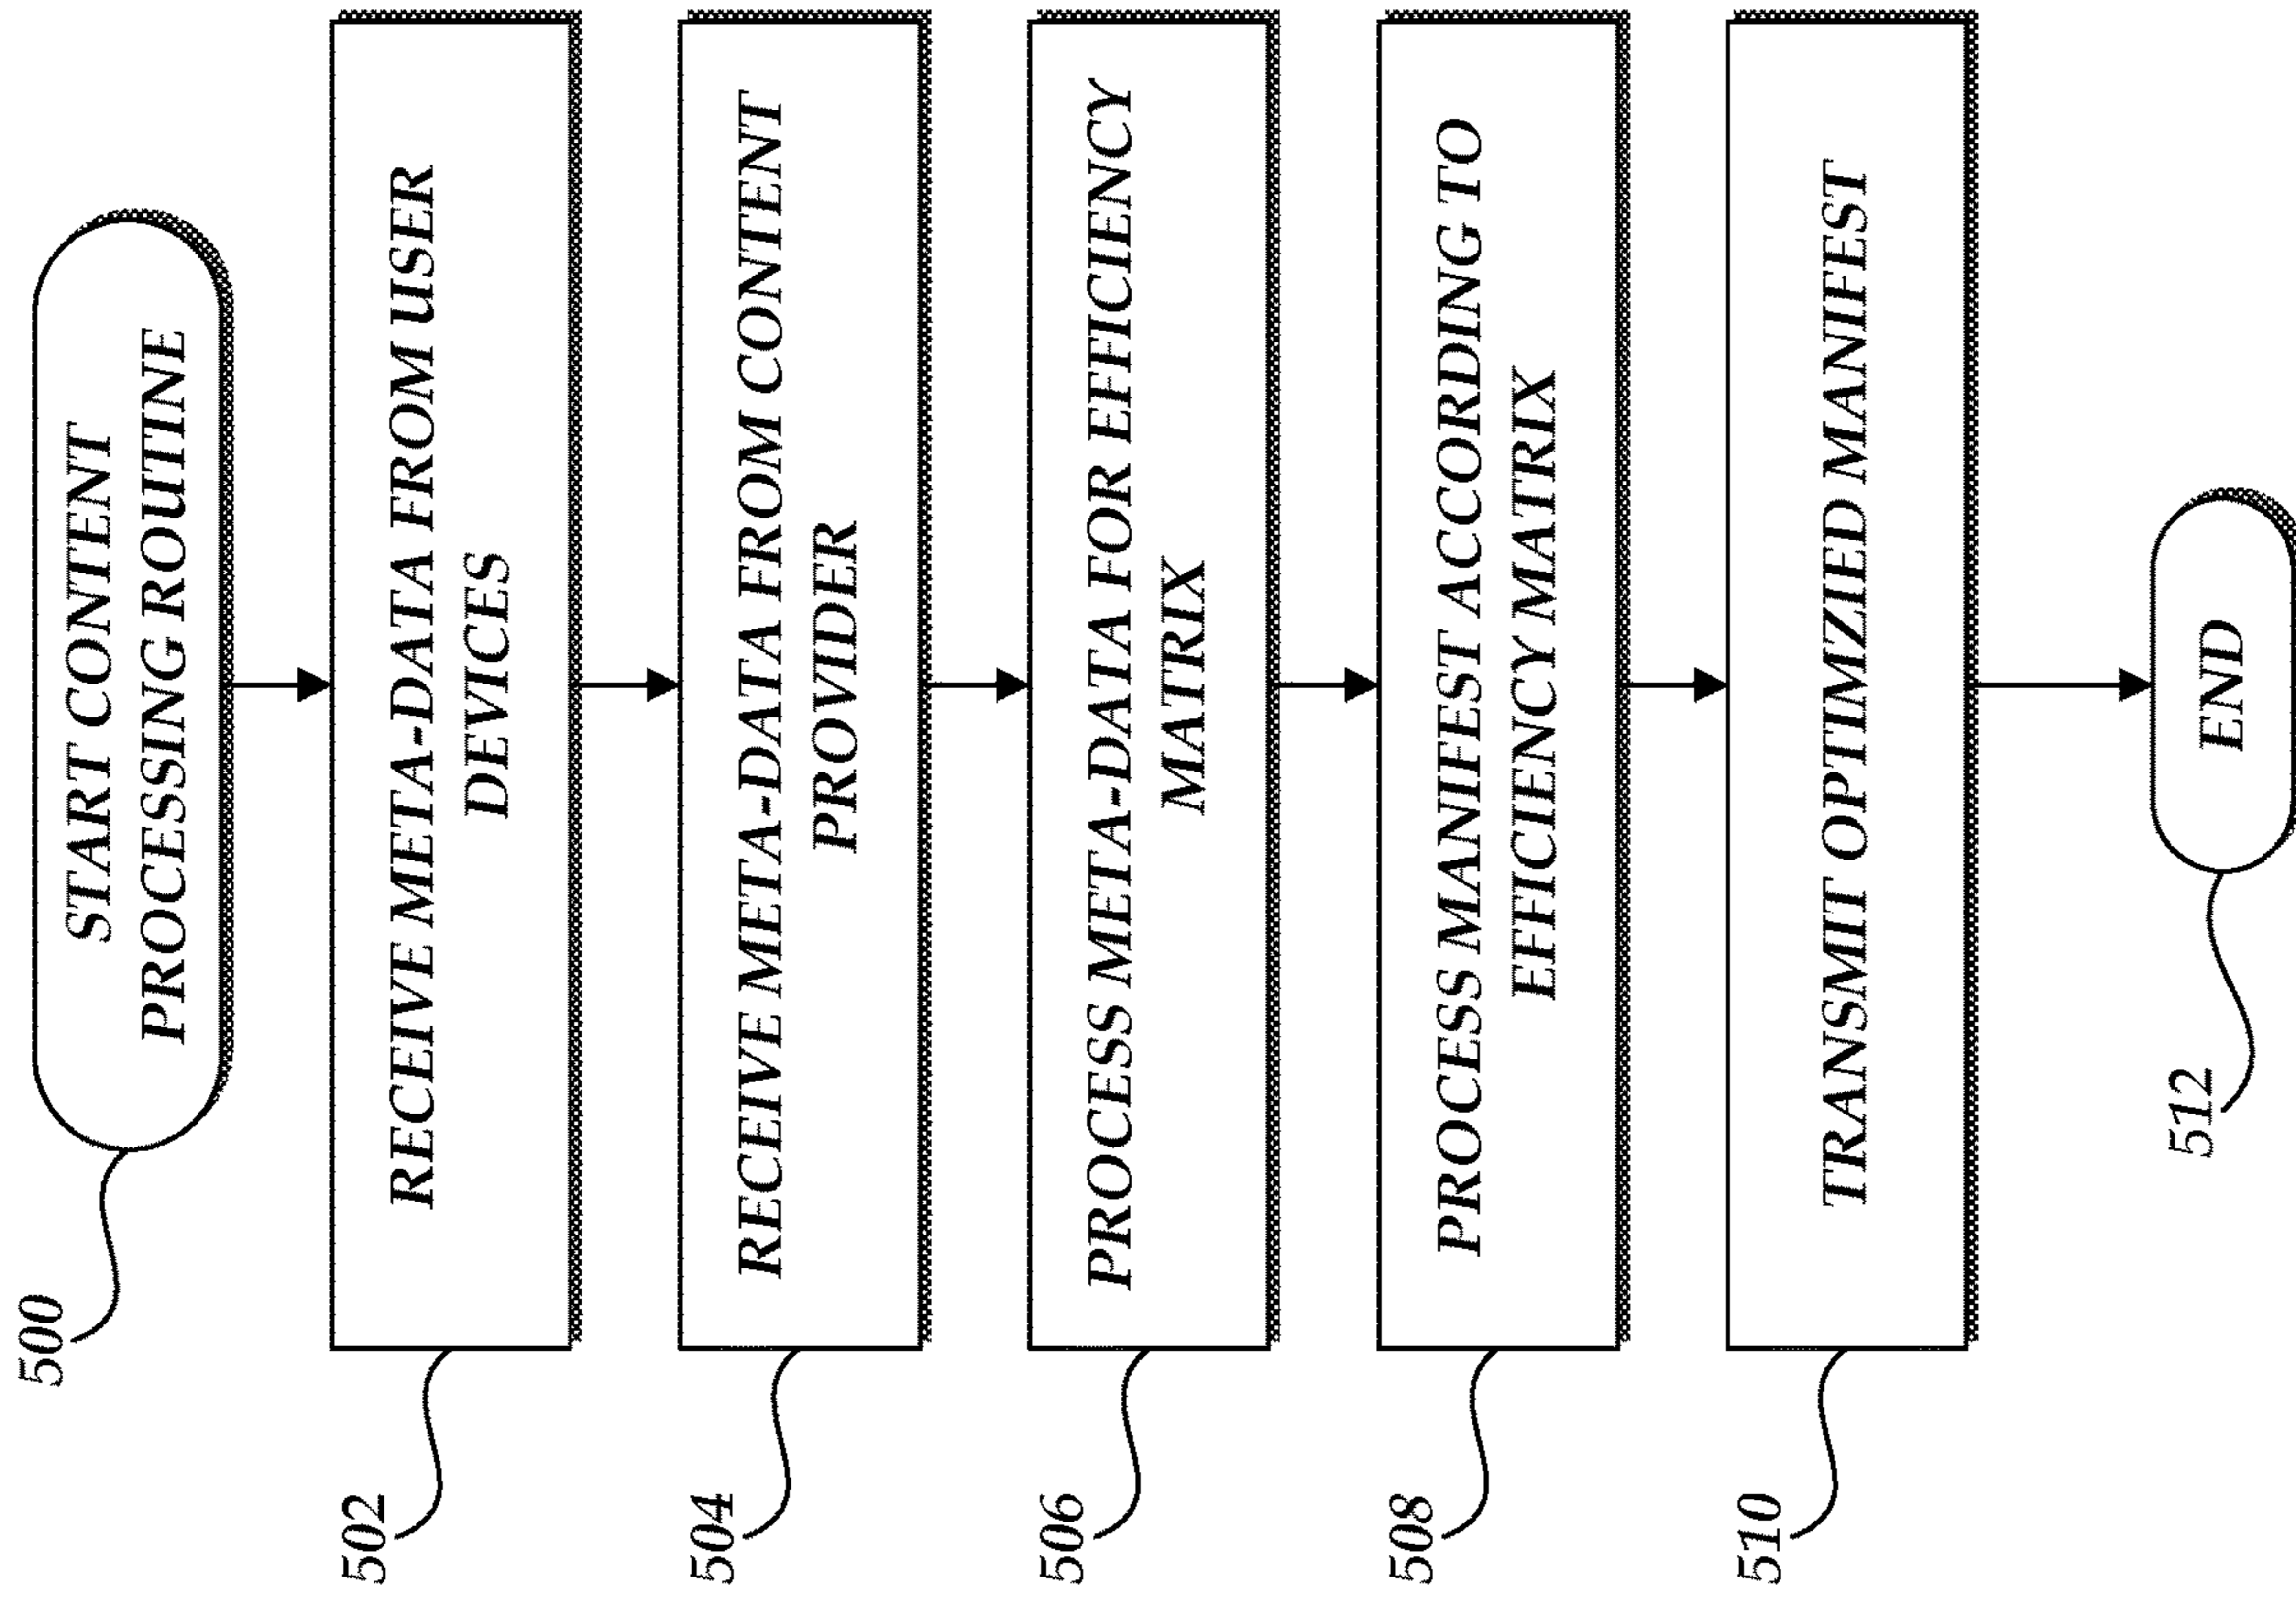 500
START CONTENT
PROCESSING ROUTINE
502
RECEIVE META-DATA FROM USER
DEVICES
504
RECEIVE META-DATA FROM CONTENT
PROVIDER
506
PROCESS META-DATA FOR EFFICIENCY
MATRIX
508
PROCESS MANIFEST ACCORDING TO
EFFICIENCY MATRIX
510
TRANSMIT OPTIMZIED MANIFEST
512
END